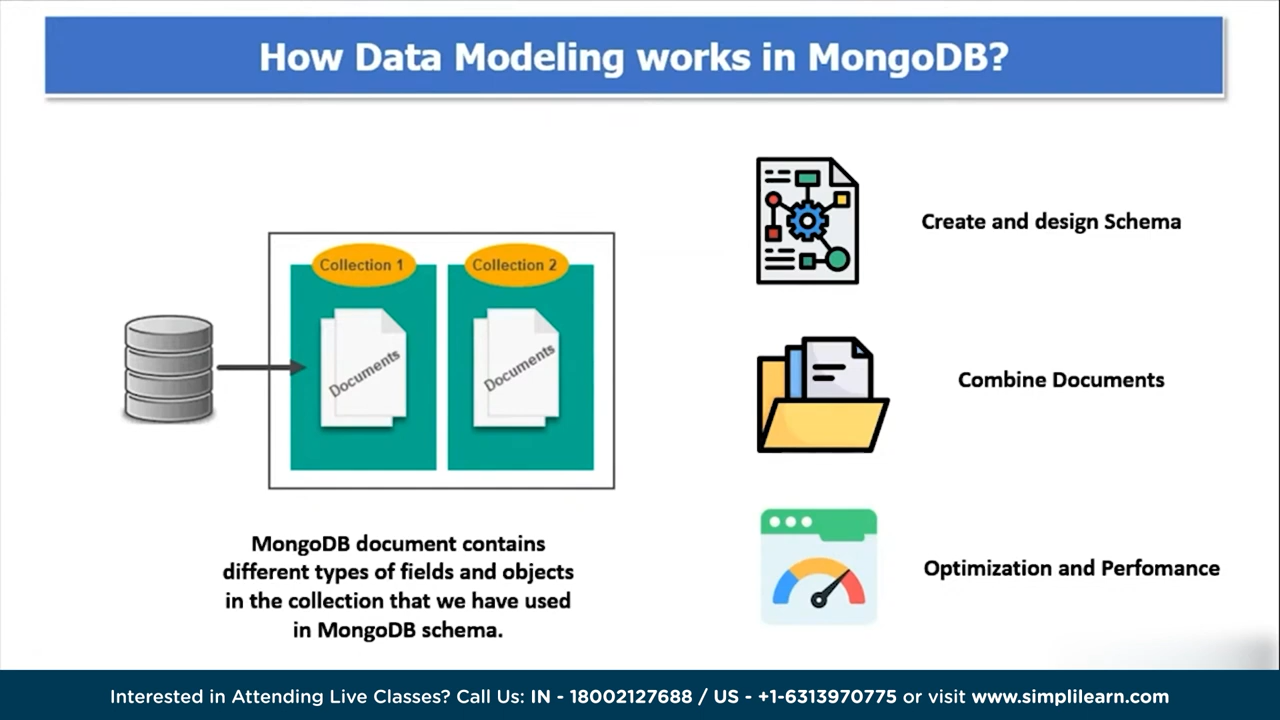 How Data Modeling works in MongoDB?
Collection 1
Collection 2
Documents
Documents
MongoDB document contains
different types of fields and objects
in the collection that we have used
in MongoDB schema.
Create and design Schema
Combine Documents
Optimization and Perfomance
Interested in Attending Live Classes? Call Us: IN - 18002127688 / US - +1-6313970775 or visit www.simplilearn.com